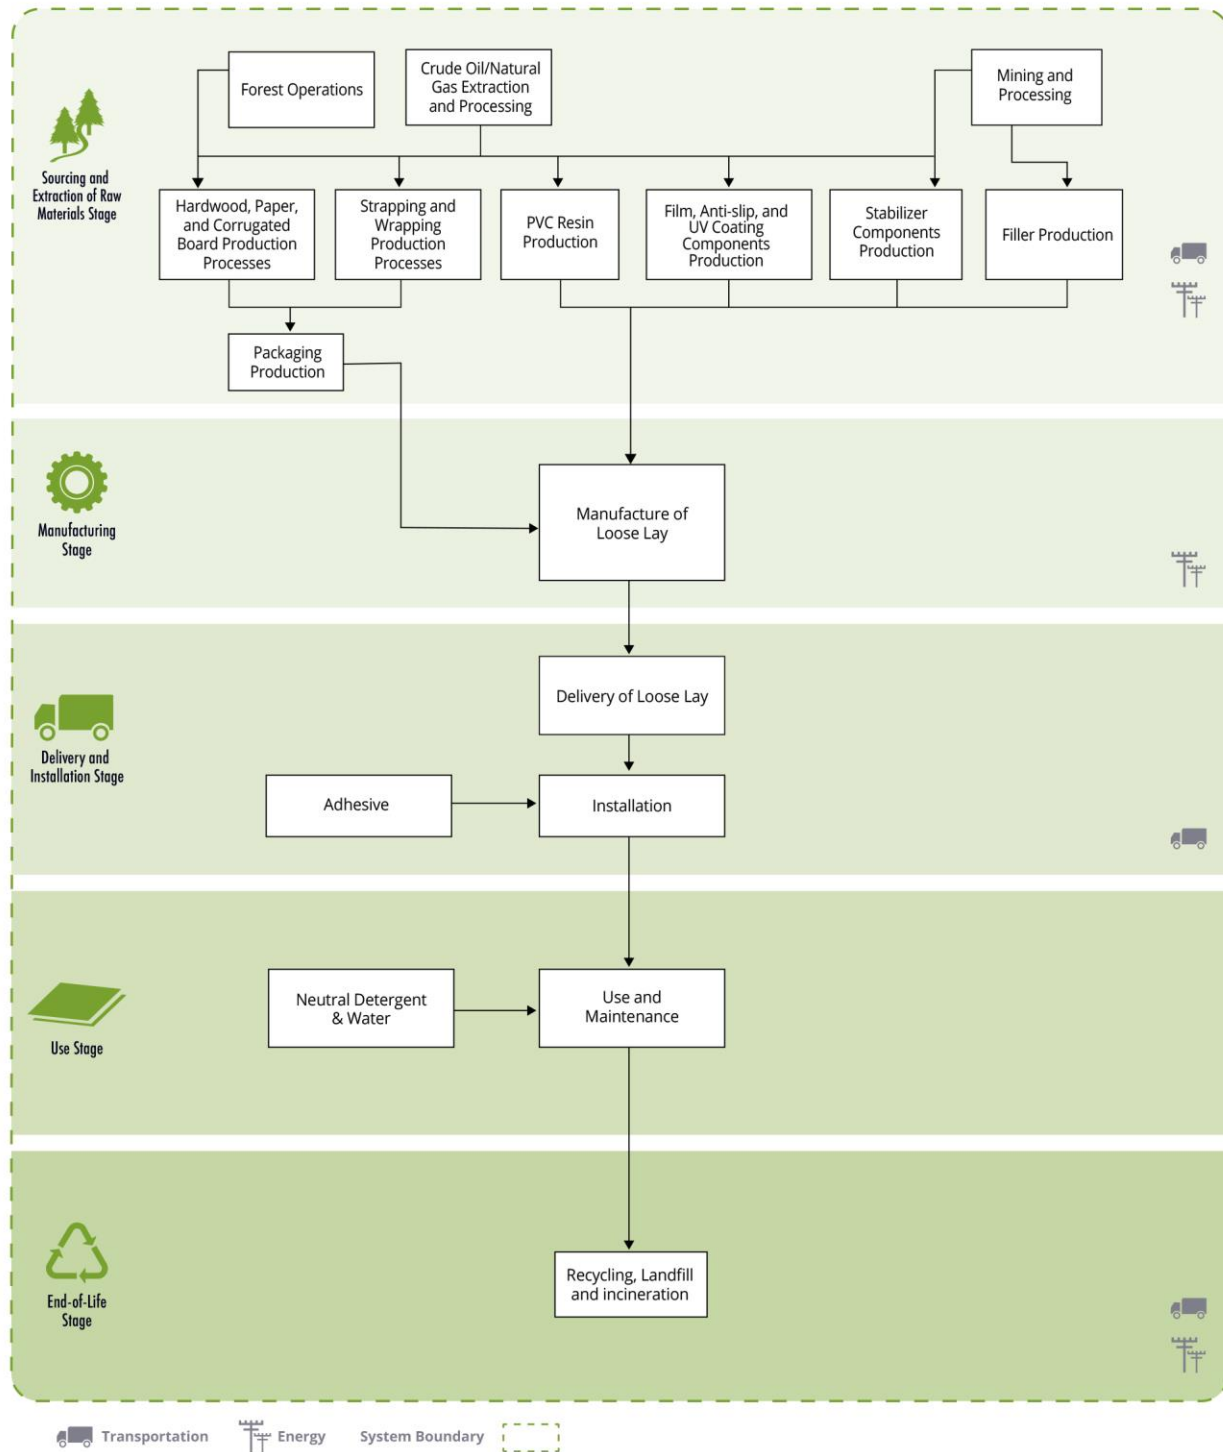 Forest Operations
Crude Oil/Natural
Gas Extraction
and Processing
Mining and
Processing
Sourcing and
Extraction of Raw
Materials Stage
Hardwood, Paper,
and Corrugated
Board Production
Processes
Strapping and
Wrapping
Production
Processes
PVC Resin
Production
Film, Anti-slip, and
UV Coating
Components
Production
Stabilizer
Components
Production
Filler Production
Packaging
Production
Manufacturing
Stage
Manufacture of
Loose Lay
Delivery of Loose Lay
Delivery and
Installation Stage
Adhesive
Installation
Neutral Detergent
& Water
Use and
Maintenance
Use Stage
Recycling, Landfill
and incineration
End-of-Life
Stage
Transportation
Energy
System Boundary